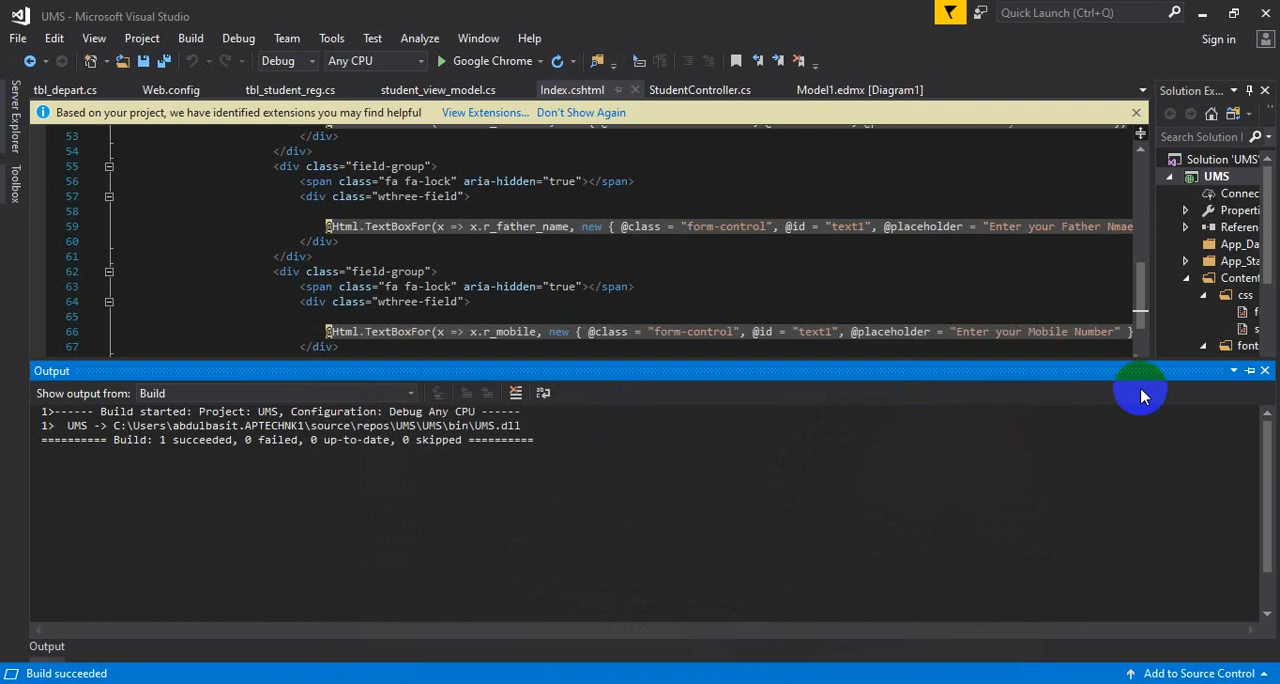 UMS - Microsoft Visual Studio
Quick Launch (Ctrl+Q)
File Edit View Project Build Debug Team Tools Test Analyze Window Help
Sign in
Debug Any CPU Google Chrome
tbl_depart.cs Web.config tbl_student_reg.cs student_view_model.cs Index.cshtml StudentController.cs Model1.edmx [Diagram1]
Solution Ex...
Server Explorer
Toolbox
Based on your project, we have identified extensions you may find helpful View Extensions... Don't Show Again
Search Solution
Solution 'UMS'
UMS
Connec
Properti
Referenc
App_Da
App_Sta
Content
css
f
s
font
53 </div>
54 </div>
55 <div class="field-group">
56 <span class="fa fa-lock" aria-hidden="true"></span>
57 <div class="wthree-field">
58
59 @Html.TextBoxFor(x => x.r_father_name, new { @class = "form-control", @id = "text1", @placeholder = "Enter your Father Nmae
60 </div>
61 </div>
62 <div class="field-group">
63 <span class="fa fa-lock" aria-hidden="true"></span>
64 <div class="wthree-field">
65
66 @Html.TextBoxFor(x => x.r_mobile, new { @class = "form-control", @id = "text1", @placeholder = "Enter your Mobile Number" }
67 </div>
Output
Show output from: Build
1>------ Build started: Project: UMS, Configuration: Debug Any CPU ------
1>  UMS -> C:\Users\abdulbasit.APTECHNK1\source\repos\UMS\UMS\bin\UMS.dll
========== Build: 1 succeeded, 0 failed, 0 up-to-date, 0 skipped ==========
Output
Build succeeded
Add to Source Control